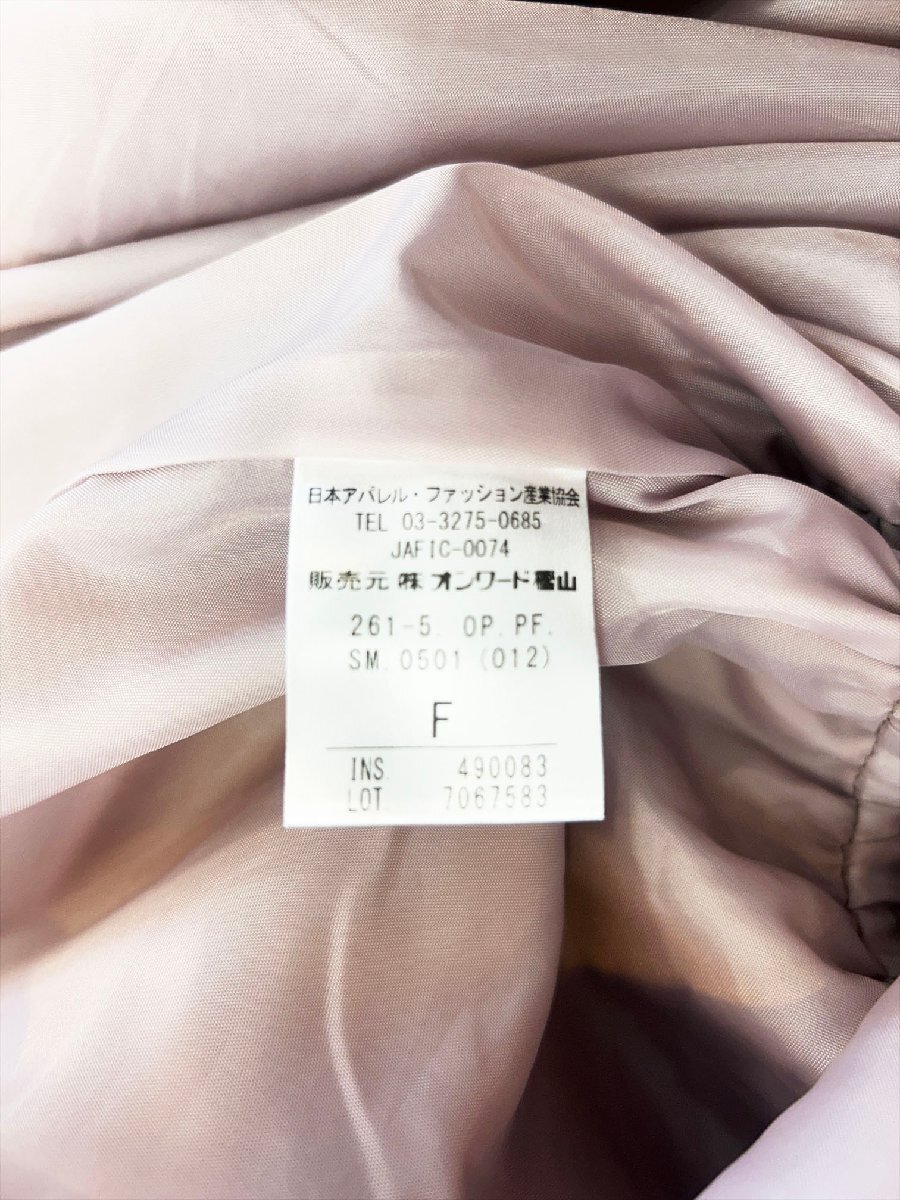 日本アパレル・ファッション産業協会
TEL 03-3275-0685
JAFIC-0074
販売元 ㈱ オンワード樫山
261-5. OP. PF.
SM. 0501 (012)
F
INS 490083
LOT 7067583